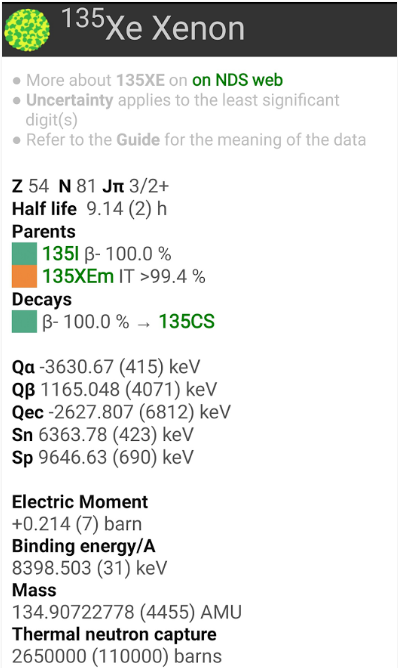 135Xe Xenon
● More about 135XE on on NDS web
● Uncertainty applies to the least significant
digit(s)
● Refer to the Guide for the meaning of the data
Z 54 N 81 Jπ 3/2+
Half life 9.14 (2) h
Parents
135I β- 100.0 %
135XEm IT >99.4 %
Decays
β- 100.0 % → 135CS
Qα -3630.67 (415) keV
Qβ 1165.048 (4071) keV
Qec -2627.807 (6812) keV
Sn 6363.78 (423) keV
Sp 9646.63 (690) keV
Electric Moment
+0.214 (7) barn
Binding energy/A
8398.503 (31) keV
Mass
134.90722778 (4455) AMU
Thermal neutron capture
2650000 (110000) barns